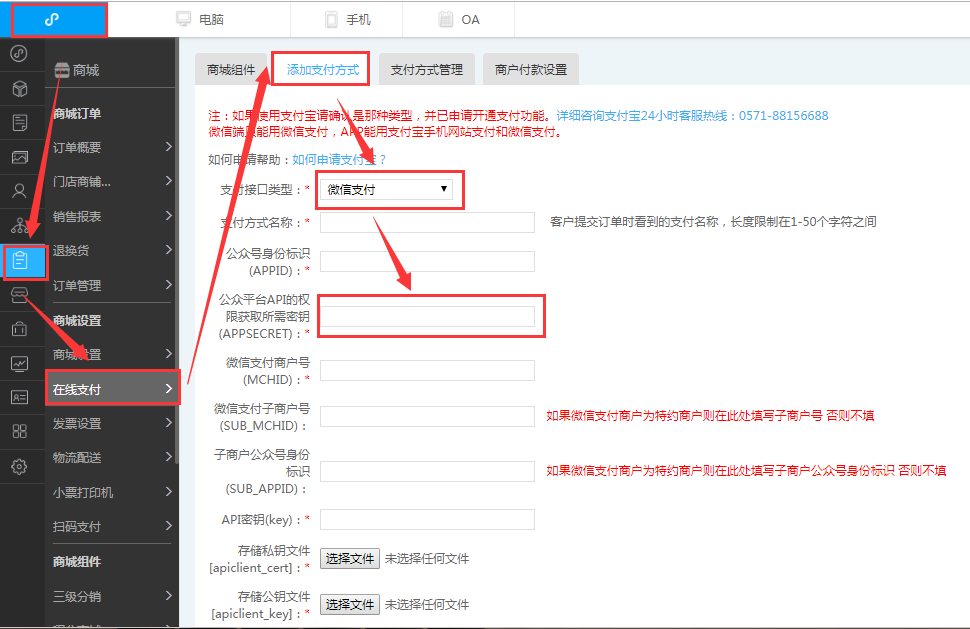 电脑
手机
OA
商城
商城订单
订单概要
门店商铺...
销售报表
退换货
订单管理
商城设置
商城设置
在线支付
发票设置
物流配送
小票打印机
扫码支付
商城组件
三级分销
商城组件
添加支付方式
支付方式管理
商户付款设置
注：如果使用支付宝请确认是那种类型，并已申请开通支付功能。详细咨询支付宝24小时客服热线：0571-88156688
微信端只能用微信支付，APP能用支付宝手机网站支付和微信支付。
如何申请帮助：如何申请支付宝？
支付接口类型：* 微信支付
支付方式名称：* 客户提交订单时看到的支付名称，长度限制在1-50个字符之间
公众号身份标识
(APPID)：*
公众平台API的权
限获取所需密钥
(APPSECRET)：*
微信支付商户号
(MCHID)：*
微信支付子商户号
(SUB_MCHID)：
如果微信支付商户为特约商户则在此处填写子商户号 否则不填
子商户公众号身份
标识
(SUB_APPID)：
如果微信支付商户为特约商户则在此处填写子商户公众号身份标识 否则不填
API密钥(key)：*
存储私钥文件
[apiclient_cert]：*
选择文件 未选择任何文件
存储公钥文件
[apiclient_key]：*
选择文件 未选择任何文件